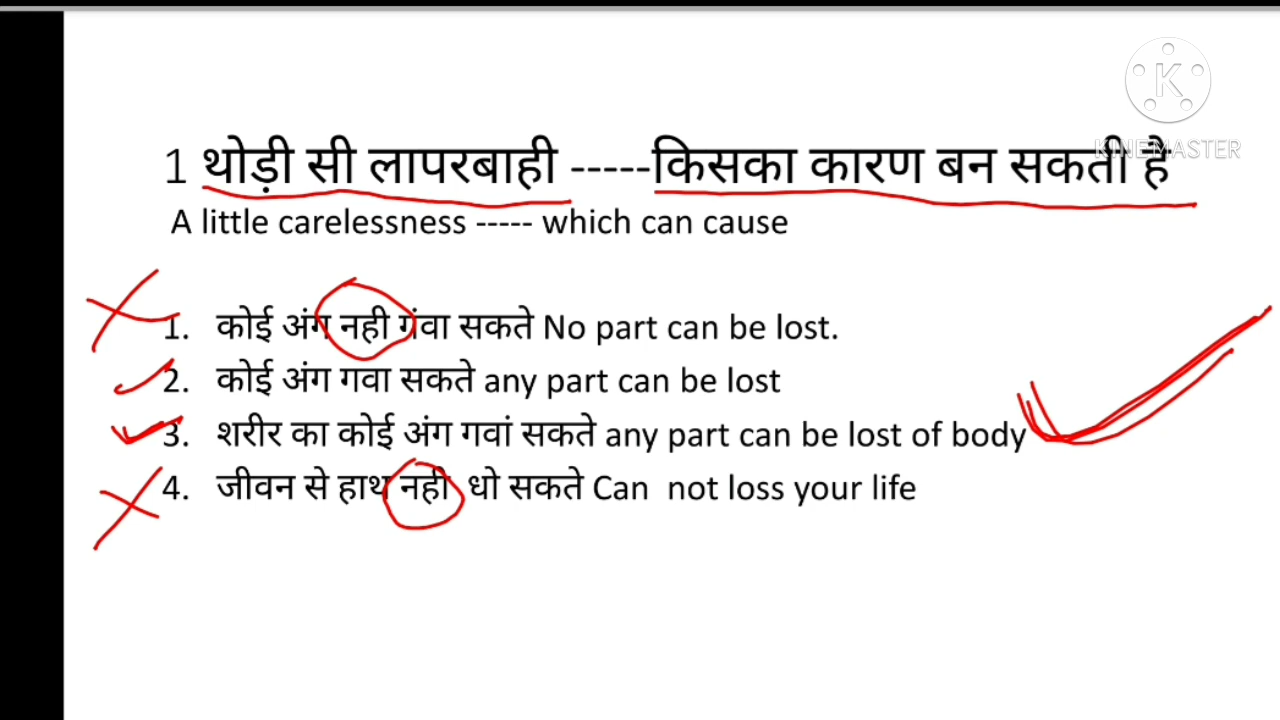 K
KINEMASTER
1 थोड़ी सी लापरबाही -----किसका कारण बन सकती है
A little carelessness ----- which can cause
1. कोई अंग नही गंवा सकते No part can be lost.
2. कोई अंग गवा सकते any part can be lost
3. शरीर का कोई अंग गवां सकते any part can be lost of body
4. जीवन से हाथ नही धो सकते Can not loss your life